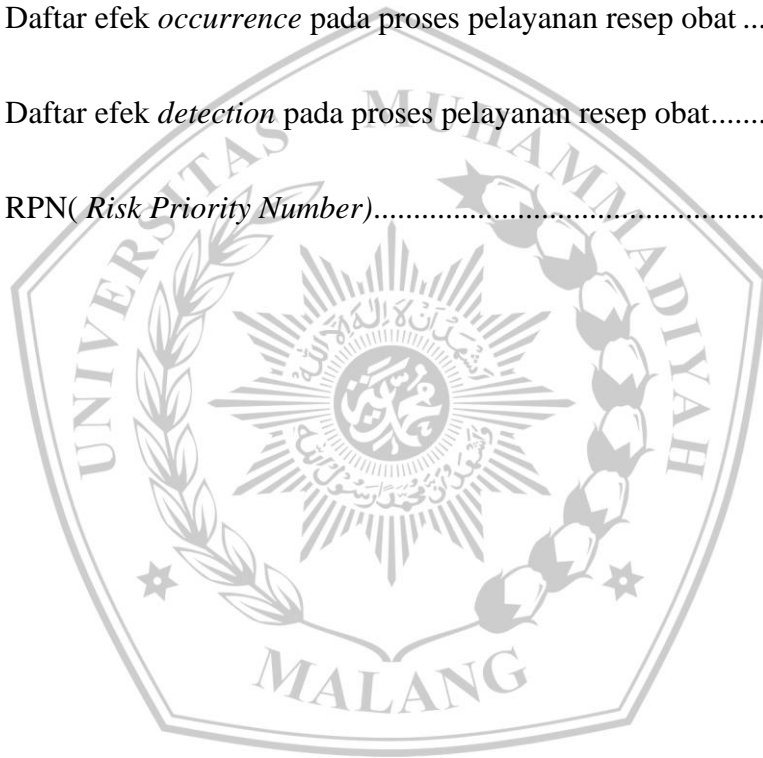 Daftar efek occurrence pada proses pelayanan resep obat ...
Daftar efek detection pada proses pelayanan resep obat.......
RPN( Risk Priority Number).................................................
UNIVERSITAS MUHAMMADIYAH
MALANG